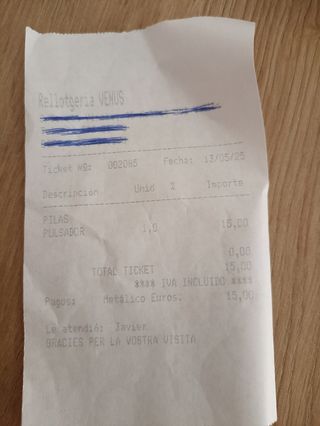 Rellotgeria VENUS
Ticket Nº: 002085 Fecha: 13/05/25
Descripcion Unid % Importe
PILAS
PULSADOR 1,0 15,00
0,00
TOTAL TICKET 15,00
**** IVA INCLUIDO ****
Pagos: Metálico Euros. 15,00
Le atendió: Javier
GRACIES PER LA VOSTRA VISITA